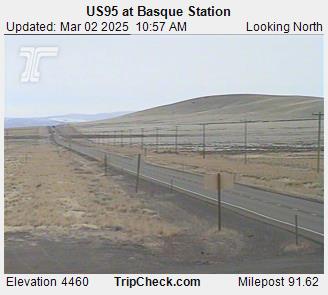 US95 at Basque Station
Updated: Mar 02 2025 10:57 AM Looking North
Elevation 4460 TripCheck.com Milepost 91.62